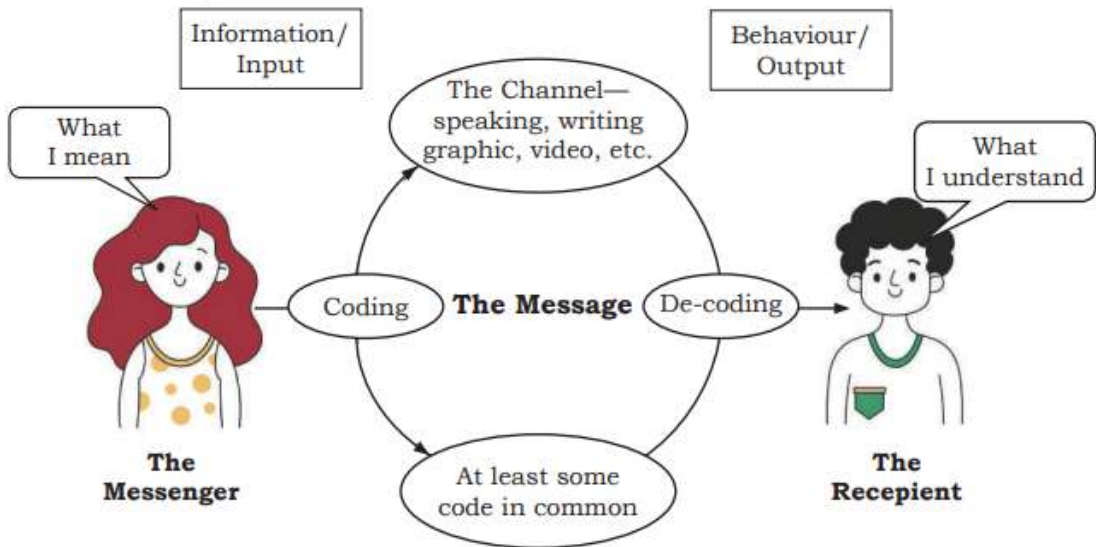 Information/
Input
Behaviour/
Output
The Channel—
speaking, writing
graphic, video, etc.
What
I mean
What
I understand
Coding
The Message
De-coding
The
Messenger
At least some
code in common
The
Recepient